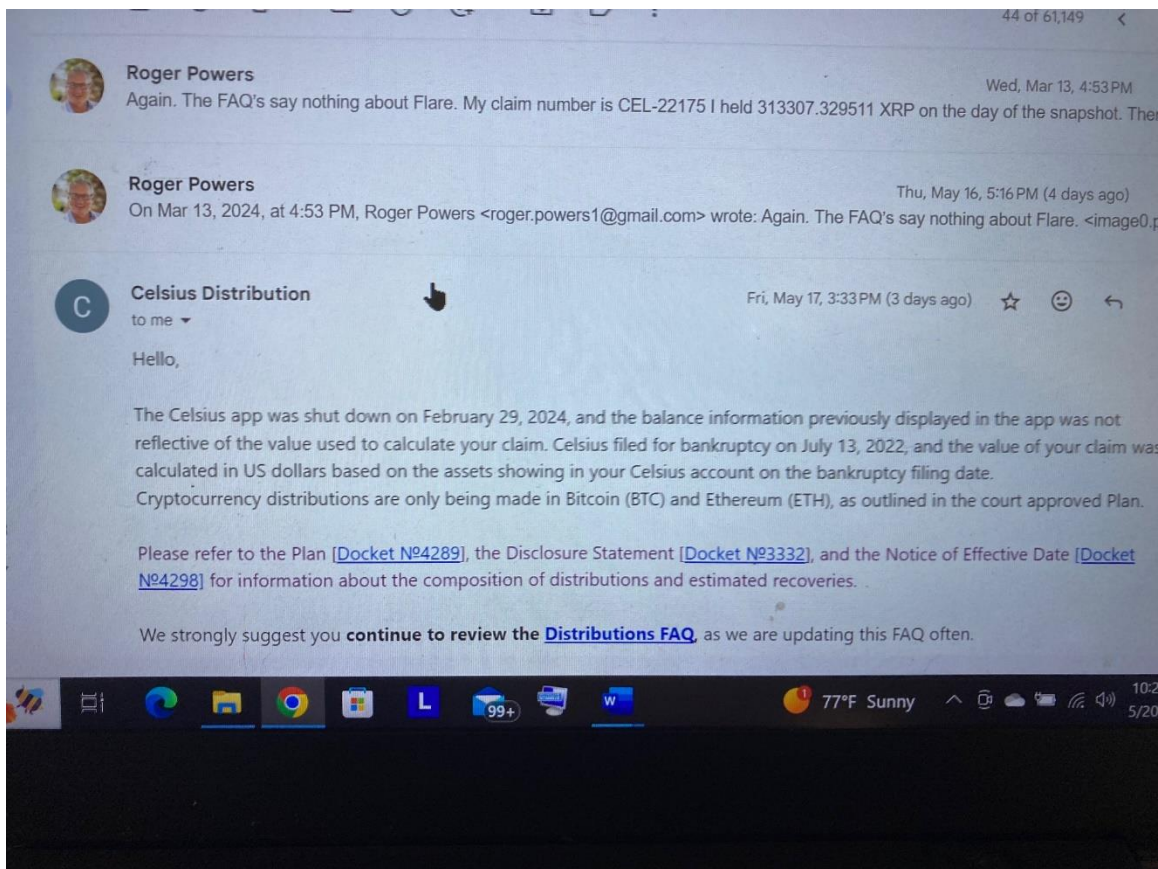 44 of 61,149
Roger Powers
Wed, Mar 13, 4:53 PM
Again. The FAQ's say nothing about Flare. My claim number is CEL-22175 I held 313307.329511 XRP on the day of the snapshot.
Roger Powers
Thu, May 16, 5:16 PM (4 days ago)
On Mar 13, 2024, at 4:53 PM, Roger Powers <roger.powers1@gmail.com> wrote: Again. The FAQ's say nothing about Flare. <image0.p
C
Celsius Distribution
Fri, May 17, 3:33 PM (3 days ago)
to me
Hello,
The Celsius app was shut down on February 29, 2024, and the balance information previously displayed in the app was not
reflective of the value used to calculate your claim. Celsius filed for bankruptcy on July 13, 2022, and the value of your claim was
calculated in US dollars based on the assets showing in your Celsius account on the bankruptcy filing date.
Cryptocurrency distributions are only being made in Bitcoin (BTC) and Ethereum (ETH), as outlined in the court approved Plan.
Please refer to the Plan [Docket №4289], the Disclosure Statement [Docket №3332], and the Notice of Effective Date [Docket
№4298] for information about the composition of distributions and estimated recoveries.
We strongly suggest you continue to review the Distributions FAQ, as we are updating this FAQ often.
L
99+
W
1
77°F Sunny
10:2
5/20